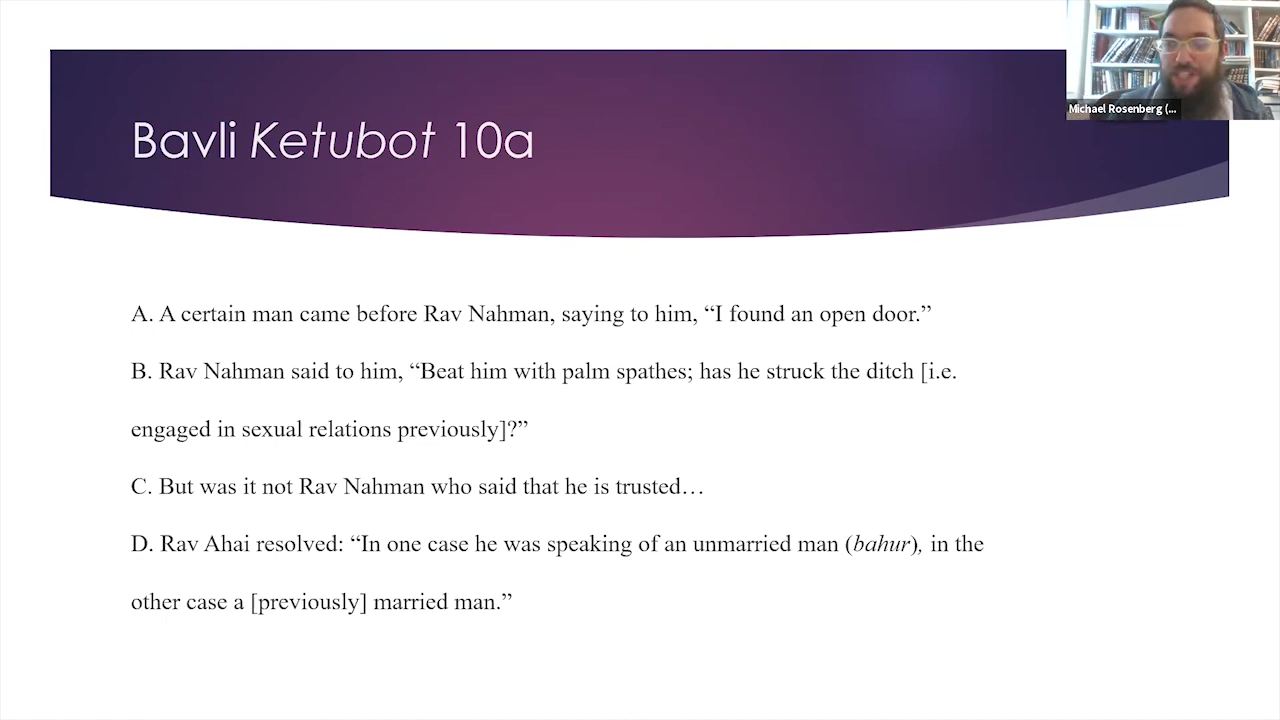 Michael Rosenberg (...
Bavli Ketubot 10a
A. A certain man came before Rav Nahman, saying to him, “I found an open door.”
B. Rav Nahman said to him, “Beat him with palm spathes; has he struck the ditch [i.e.
engaged in sexual relations previously]?”
C. But was it not Rav Nahman who said that he is trusted…
D. Rav Ahai resolved: “In one case he was speaking of an unmarried man (bahur), in the
other case a [previously] married man.”